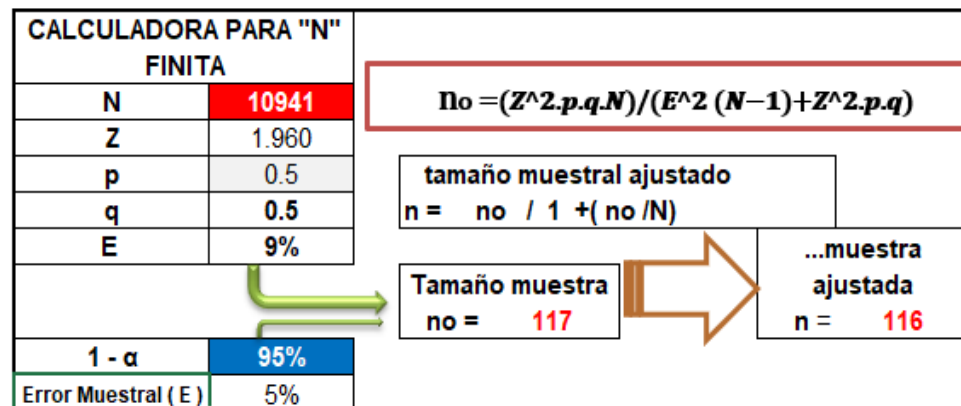 CALCULADORA PARA "N"
FINITA
N 10941
Z 1.960
p 0.5
q 0.5
E 9%
no =(Z^2.p.q.N)/(E^2 (N−1)+Z^2.p.q)
tamaño muestral ajustado
n = no / 1 +( no /N)
Tamaño muestra
no = 117
...muestra
ajustada
n = 116
1 - α 95%
Error Muestral ( E ) 5%